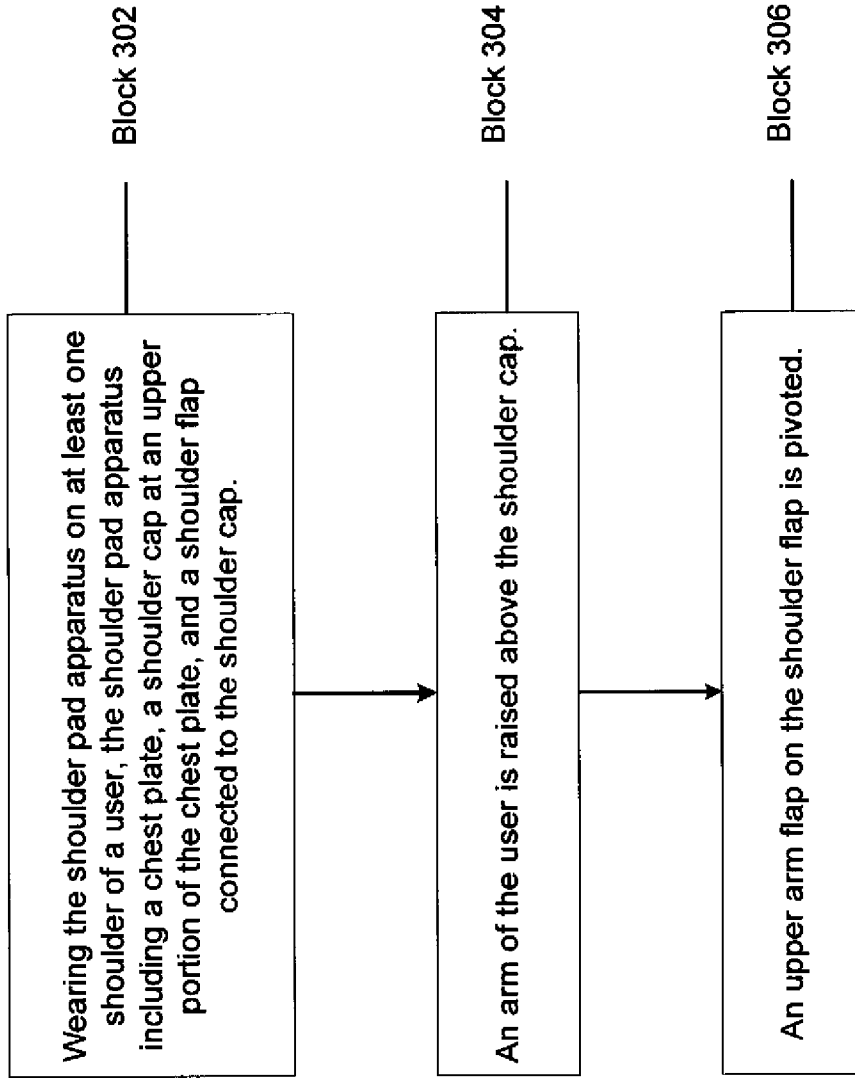 Wearing the shoulder pad apparatus on at least one
shoulder of a user, the shoulder pad apparatus
including a chest plate, a shoulder cap at an upper
portion of the chest plate, and a shoulder flap
connected to the shoulder cap.
Block 302
An arm of the user is raised above the shoulder cap.
Block 304
An upper arm flap on the shoulder flap is pivoted.
Block 306